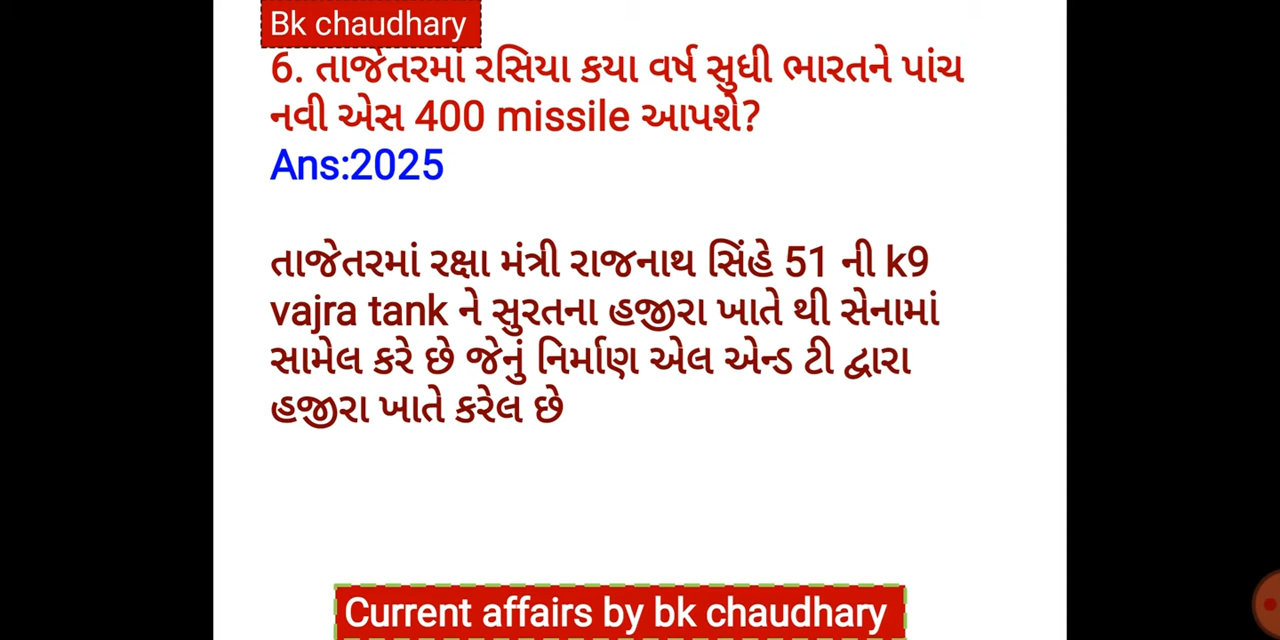 Bk chaudhary
6. તાજેતરમાં રસિયા કયા વર્ષ સુધી ભારતને પાંચ
નવી એસ 400 missile આપશે?
Ans:2025
તાજેતરમાં રક્ષા મંત્રી રાજનાથ સિંહે 51 ની k9
vajra tank ને સુરતના હજીરા ખાતે થી સેનામાં
સામેલ કરે છે જેનું નિર્માણ એલ એન્ડ ટી દ્વારા
હજીરા ખાતે કરેલ છે
Current affairs by bk chaudhary